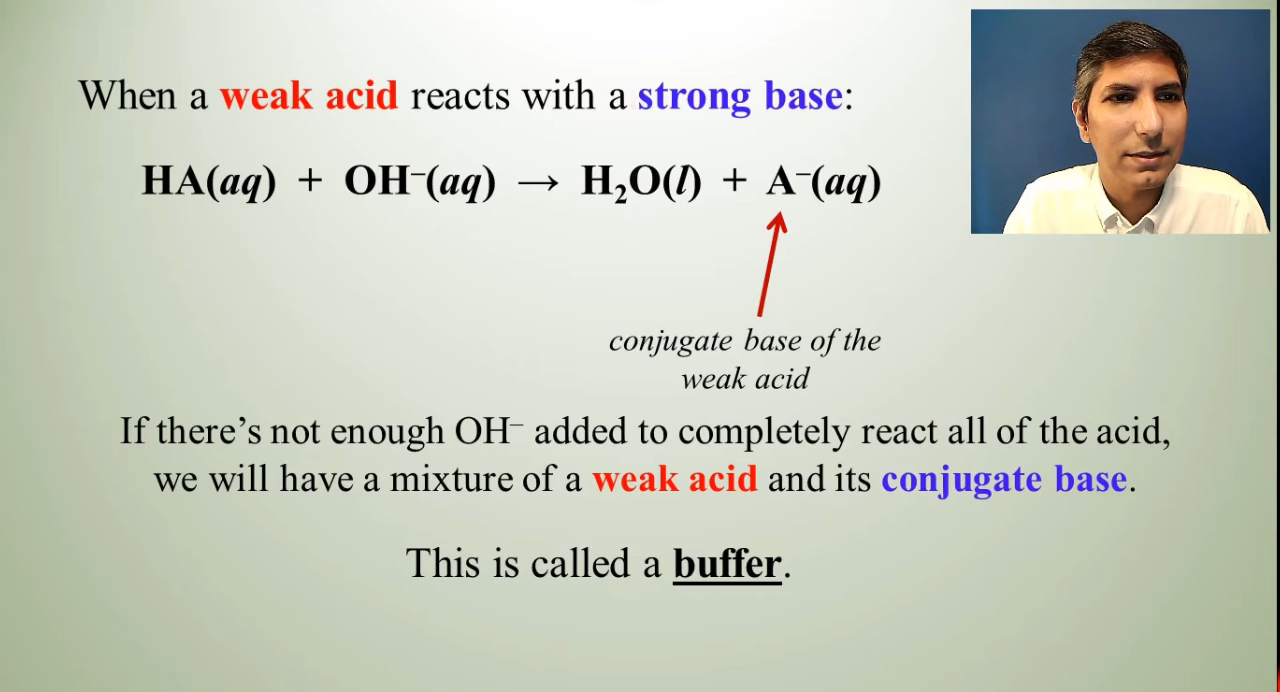 When a weak acid reacts with a strong base:
HA(aq) + OH⁻(aq) → H₂O(l) + A⁻(aq)
conjugate base of the
weak acid
If there’s not enough OH⁻ added to completely react all of the acid,
we will have a mixture of a weak acid and its conjugate base.
This is called a buffer.